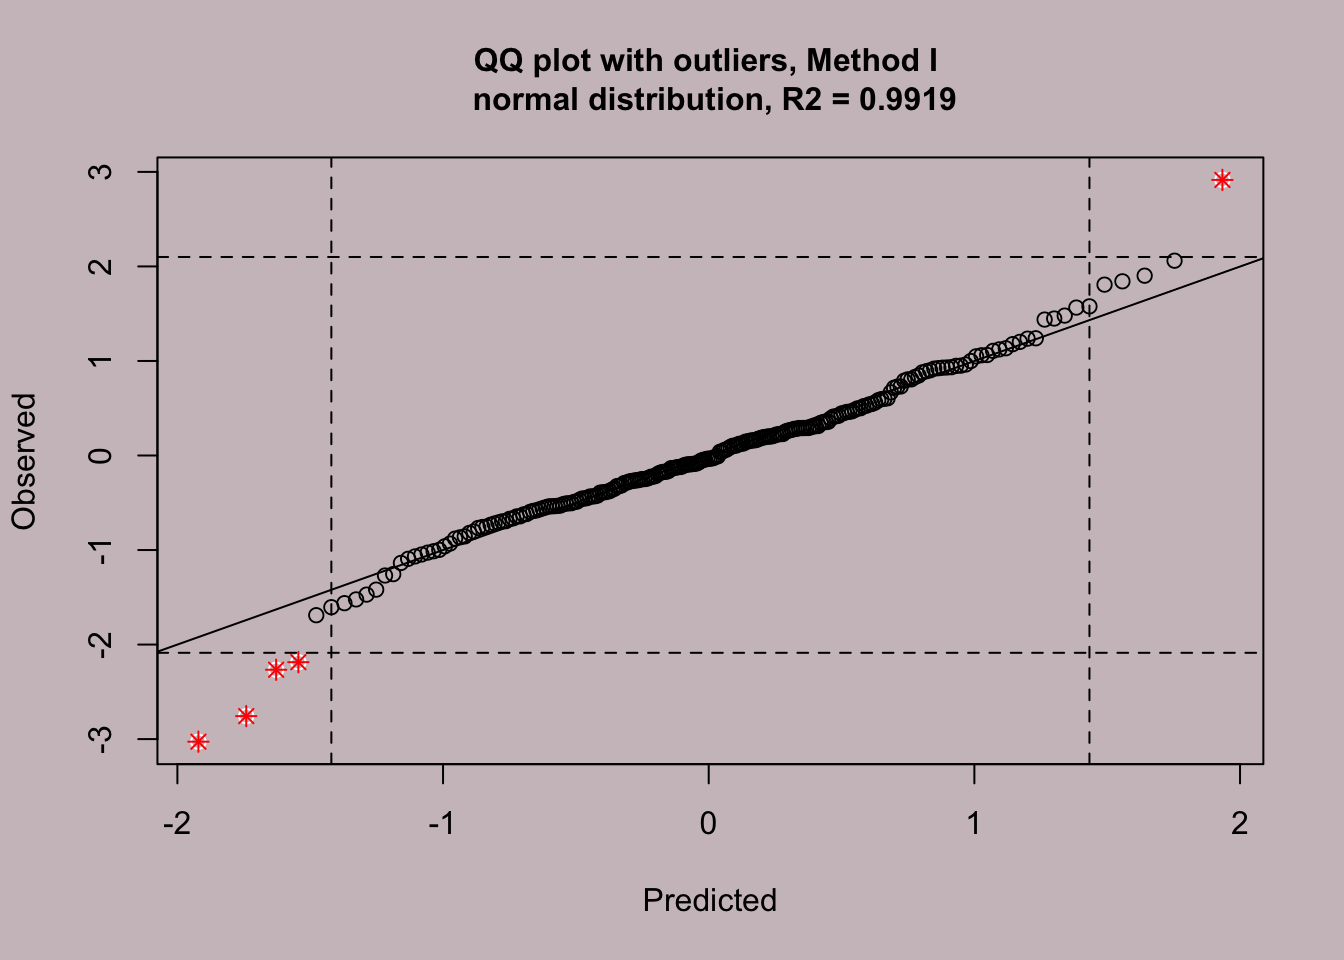 QQ plot with outliers, Method I
normal distribution, R2 = 0.9919
3
2
1
0
-1
-2
-3
Observed
-2 -1 0 1 2
Predicted